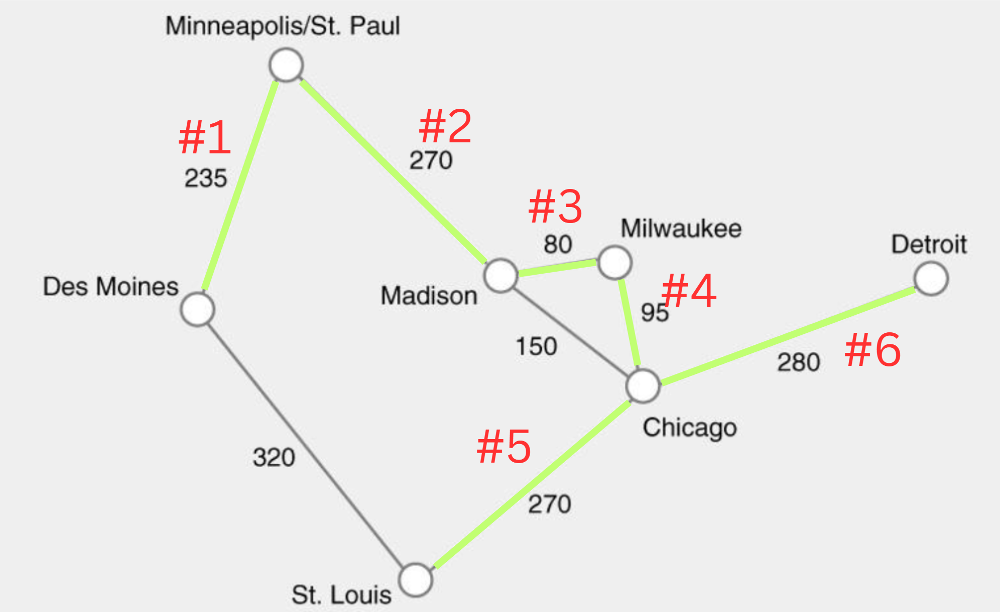 Minneapolis/St. Paul
#1
235
#2
270
#3
80
Milwaukee
Detroit
Des Moines
Madison
#4
95
150
280
#6
Chicago
#5
320
270
St. Louis